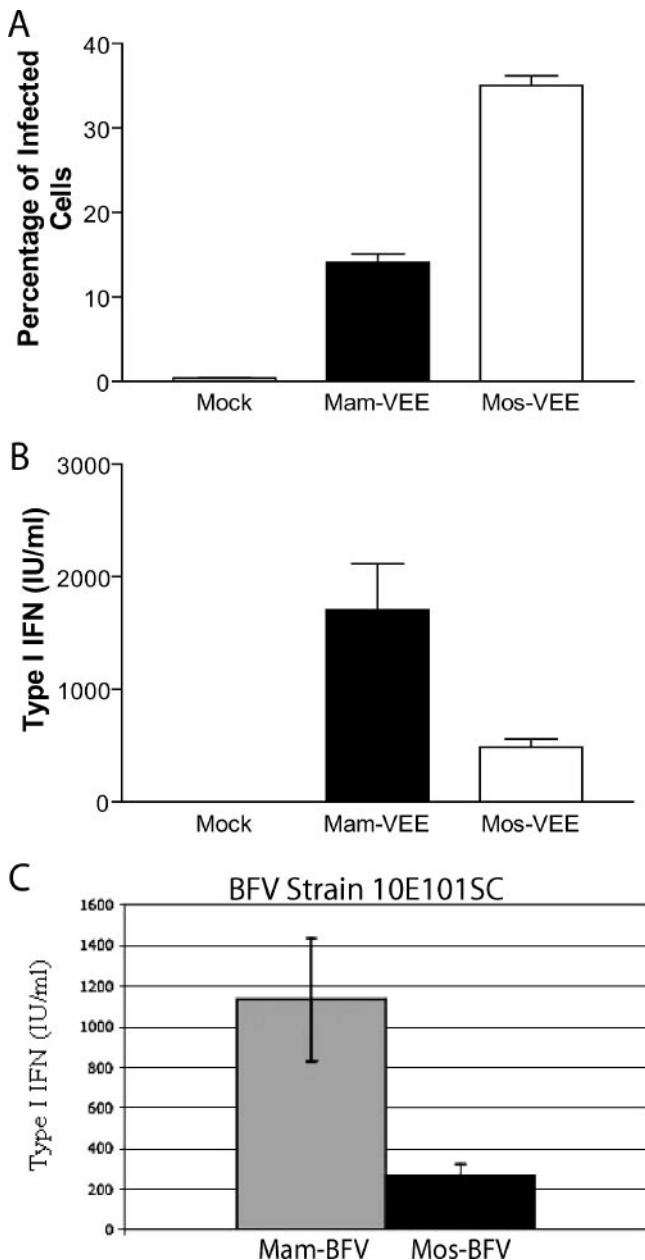 A
Percentage of Infected
Cells
40
30
20
10
0
Mock Mam-VEE Mos-VEE
B
Type I IFN (IU/ml)
3000
2000
1000
0
Mock Mam-VEE Mos-VEE
C
BFV Strain 10E101SC
Type I IFN (IU/ml)
1600
1400
1200
1000
800
600
400
200
0
Mam-BFV Mos-BFV